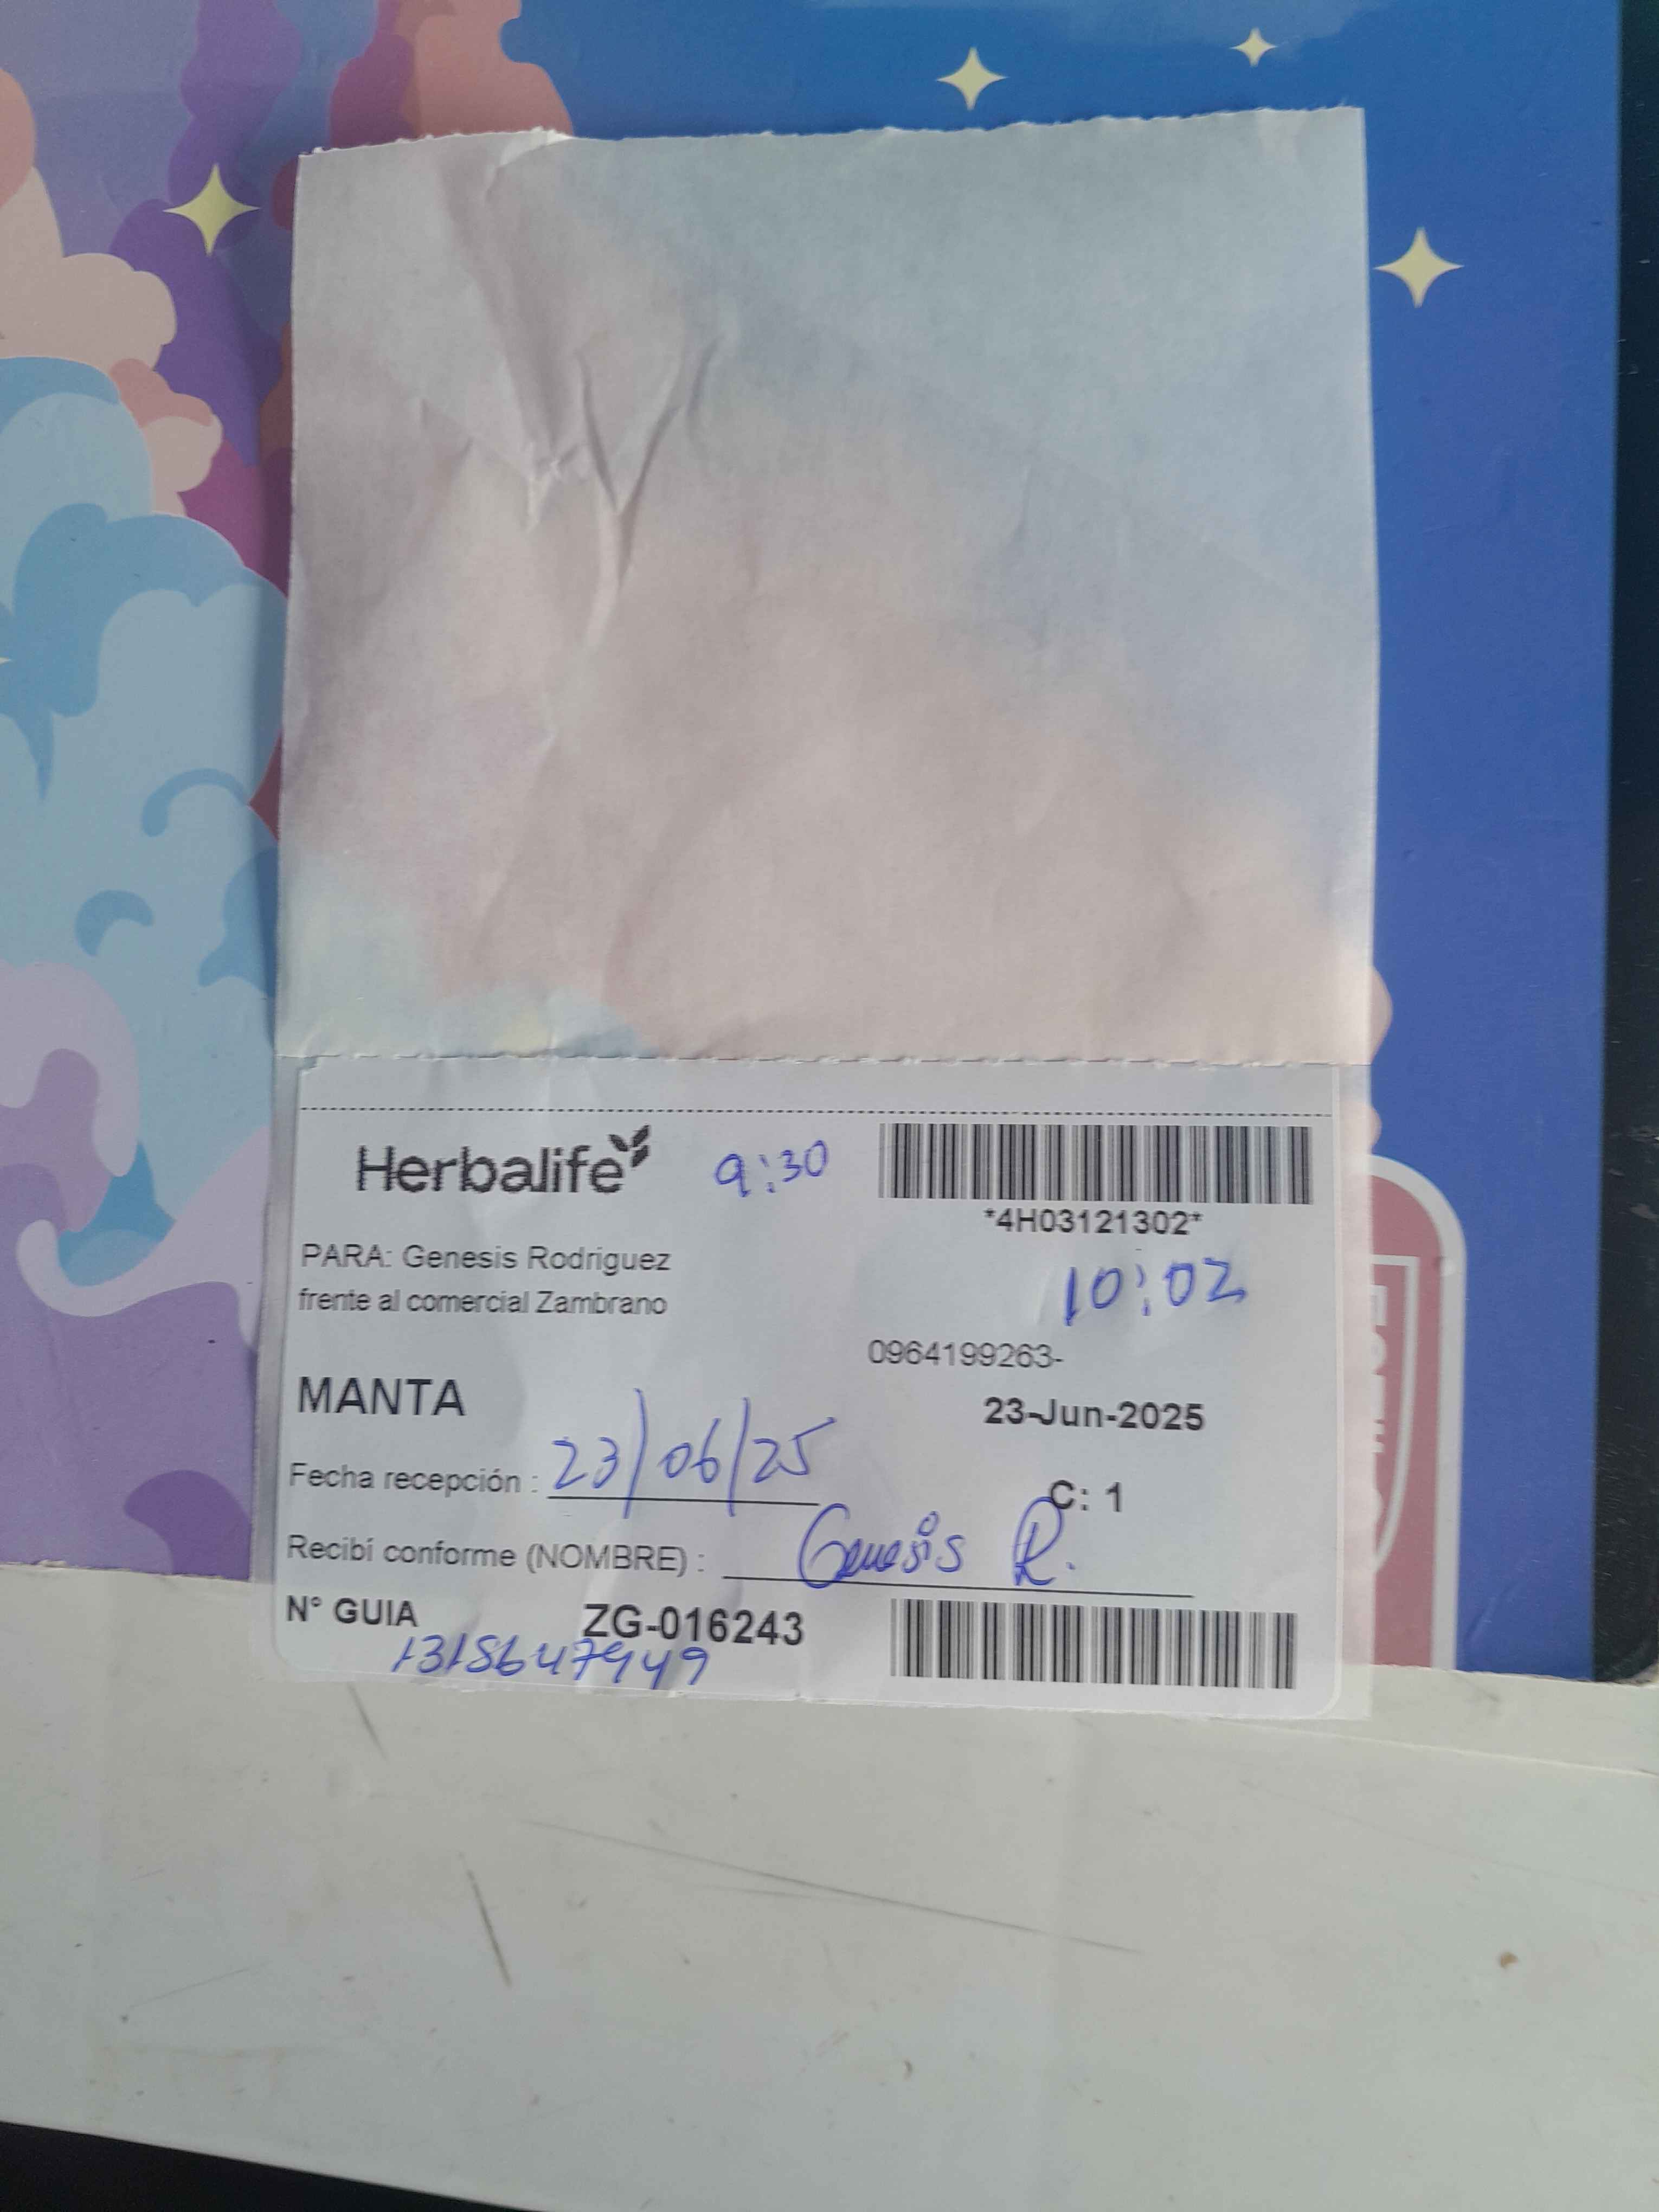 Herbalife 9:30
*4H03121302*
PARA: Genesis Rodriguez
10:02
frente al comercial Zambrano
0964199263-
MANTA
23-Jun-2025
Fecha recepción : 23/06/25
C: 1
Recibí conforme (NOMBRE) : Genesis R.
N° GUIA ZG-016243